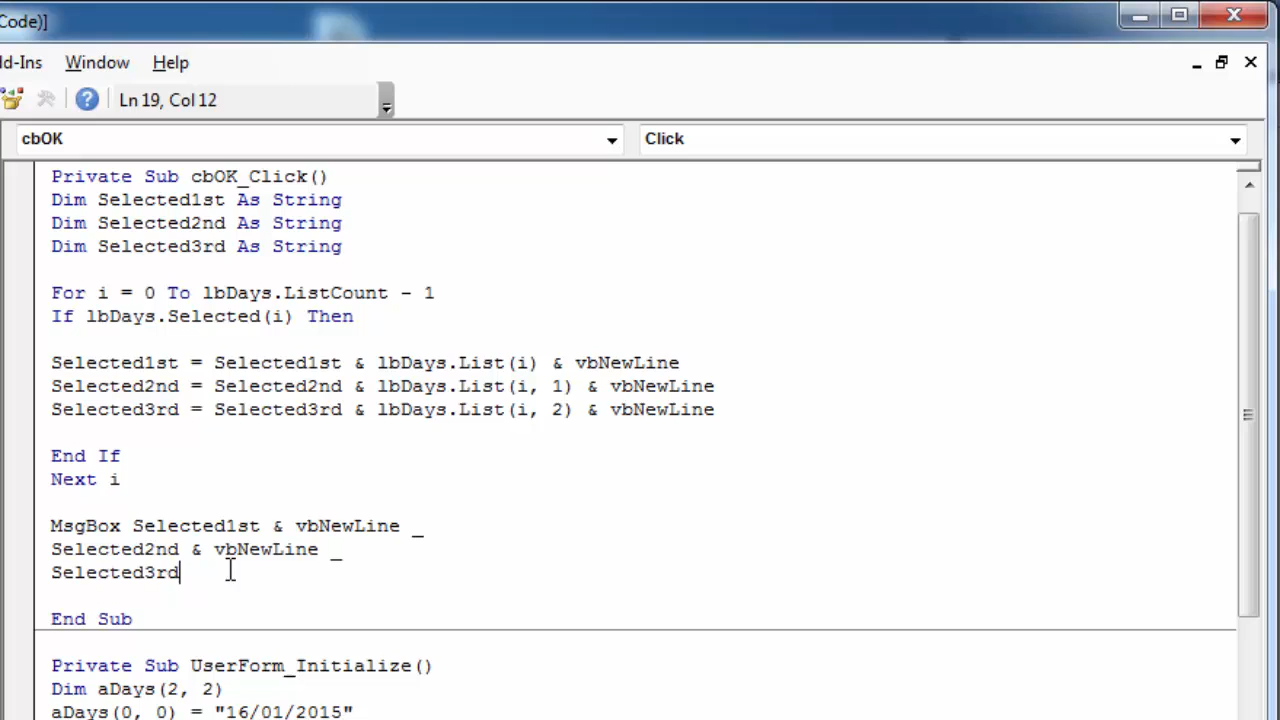 Code)]
dd-Ins Window Help
Ln 19, Col 12
cbOK Click
Private Sub cbOK_Click()
Dim Selected1st As String
Dim Selected2nd As String
Dim Selected3rd As String
For i = 0 To lbDays.ListCount - 1
If lbDays.Selected(i) Then
Selected1st = Selected1st & lbDays.List(i) & vbNewLine
Selected2nd = Selected2nd & lbDays.List(i, 1) & vbNewLine
Selected3rd = Selected3rd & lbDays.List(i, 2) & vbNewLine
End If
Next i
MsgBox Selected1st & vbNewLine _
Selected2nd & vbNewLine _
Selected3rd
End Sub
Private Sub UserForm_Initialize()
Dim aDays(2, 2)
aDays(0, 0) = "16/01/2015"